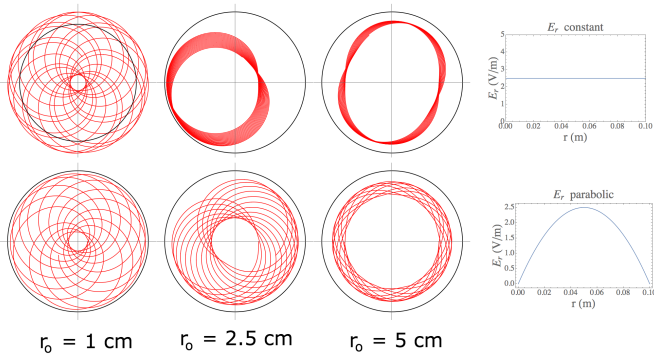 E_r constant
E_r (V/m)
5
4
3
2
1
0
0.00 0.02 0.04 0.06 0.08 0.10
r (m)
E_r parabolic
E_r (V/m)
2.5
2.0
1.5
1.0
0.5
0.0
0.00 0.02 0.04 0.06 0.08 0.10
r (m)
r_o = 1 cm r_o = 2.5 cm r_o = 5 cm